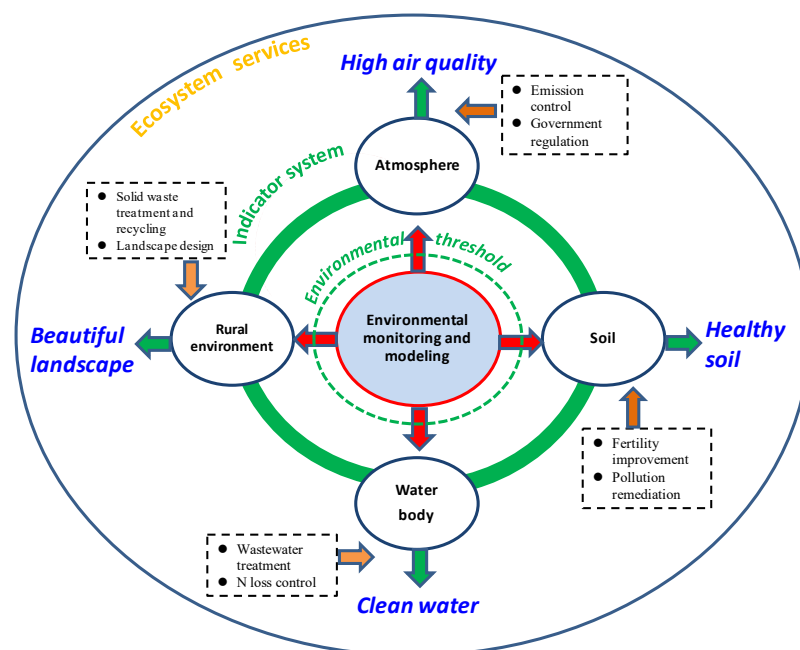 Ecosystem services
High air quality
● Emission
control
● Government
regulation
Atmosphere
Indicator system
● Solid waste
treatment and
recycling
● Landscape design
Environmental threshold
Beautiful
landscape
Rural
environment
Environmental
monitoring and
modeling
Soil
Healthy
soil
● Fertility
improvement
● Pollution
remediation
Water
body
● Wastewater
treatment
● N loss control
Clean water